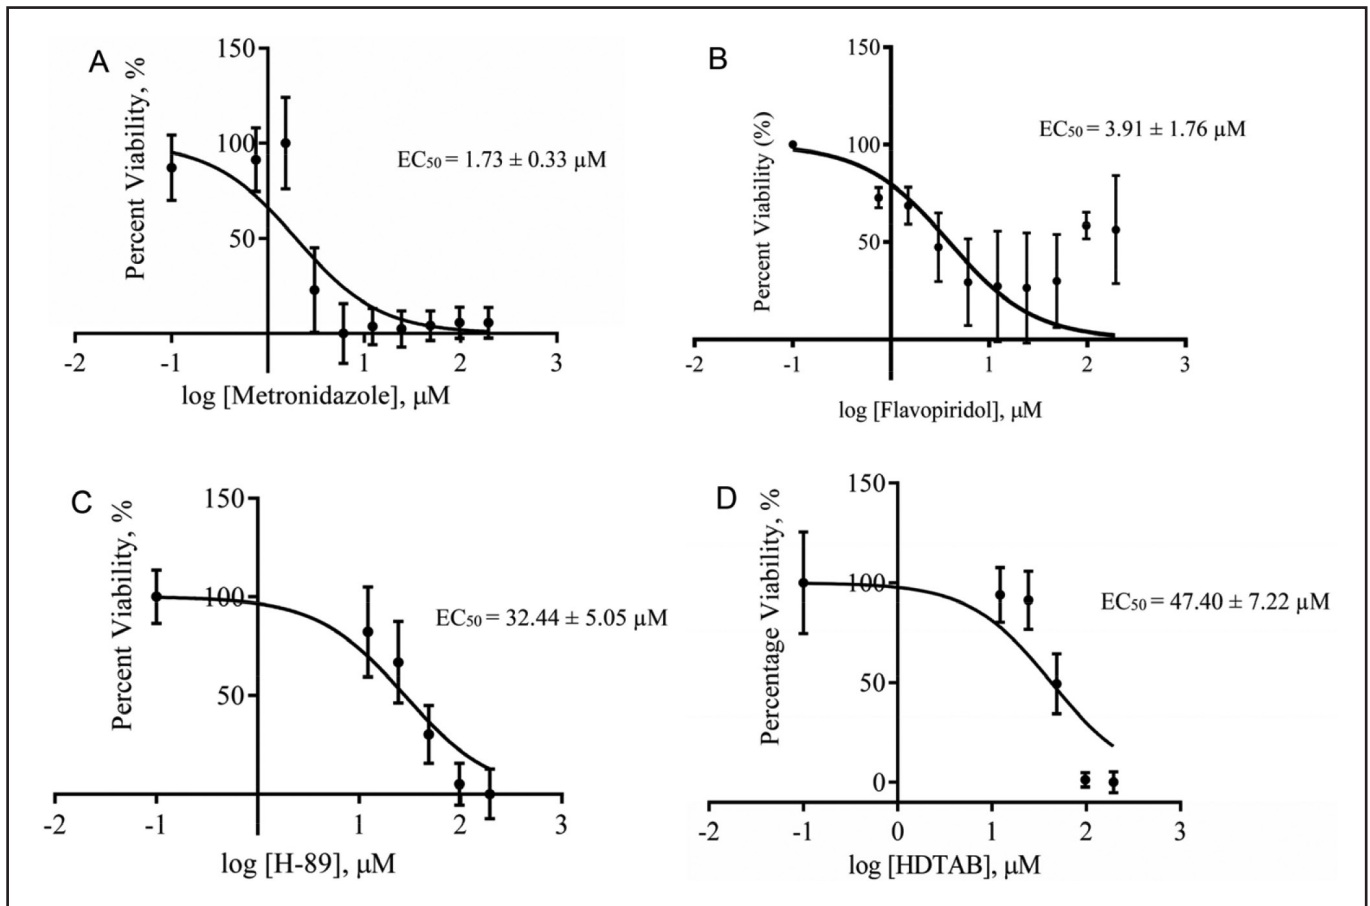 A
Percent Viability, %
150
100
50
EC50 = 1.73 ± 0.33 µM
-2 -1 1 2 3
log [Metronidazole], µM
B
Percent Viability (%)
150
100
50
EC50 = 3.91 ± 1.76 µM
-2 -1 1 2 3
log [Flavopiridol], µM
C
Percent Viability, %
150
100
50
EC50 = 32.44 ± 5.05 µM
-2 -1 1 2 3
log [H-89], µM
D
Percentage Viability, %
150
100
50
0
EC50 = 47.40 ± 7.22 µM
-2 -1 0 1 2 3
log [HDTAB], µM